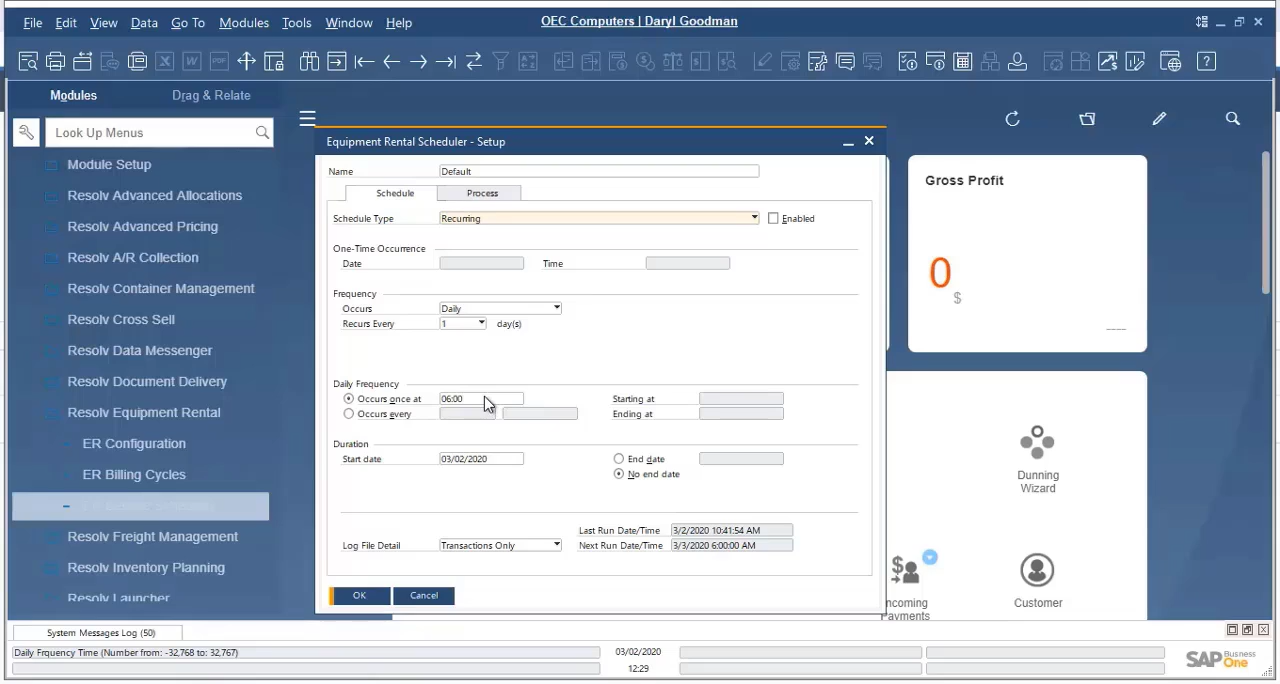 File Edit View Data Go To Modules Tools Window Help
OEC Computers | Daryl Goodman
Modules Drag & Relate
Look Up Menus
Module Setup
Resolv Advanced Allocations
Resolv Advanced Pricing
Resolv A/R Collection
Resolv Container Management
Resolv Cross Sell
Resolv Data Messenger
Resolv Document Delivery
Resolv Equipment Rental
ER Configuration
ER Billing Cycles
Resolv Freight Management
Resolv Inventory Planning
Resolv Launcher
Equipment Rental Scheduler - Setup
Name Default
Schedule Process
Schedule Type Recurring Enabled
One-Time Occurrence
Date Time
Frequency
Occurs Daily
Recurs Every 1 day(s)
Daily Frequency
Occurs once at 06:00 Starting at
Occurs every Ending at
Duration
Start date 03/02/2020 End date
No end date
Last Run Date/Time 3/2/2020 10:41:54 AM
Log File Detail Transactions Only Next Run Date/Time 3/3/2020 6:00:00 AM
OK Cancel
Gross Profit
0
$
Dunning
Wizard
Incoming
Payments
Customer
System Messages Log (50)
Daily Frquency Time (Number from: -32,768 to: 32,767) 03/02/2020
12:29
SAP Business One